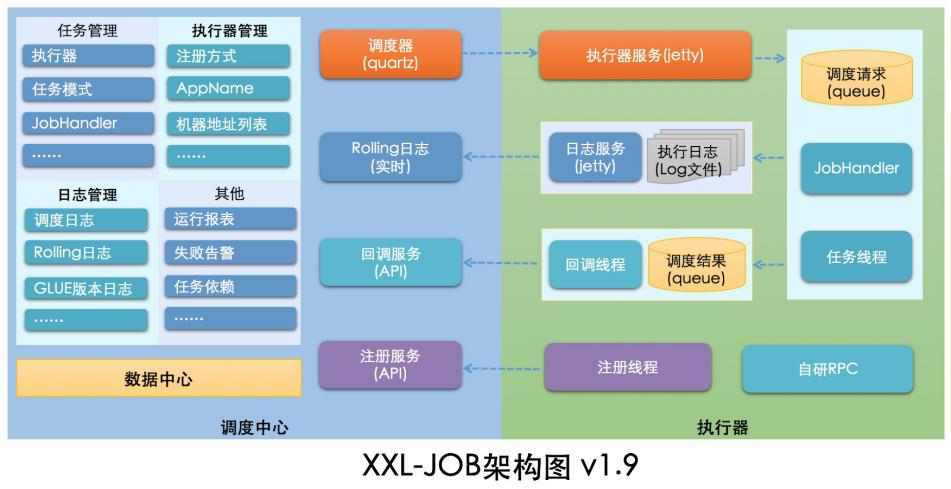 任务管理
执行器
任务模式
JobHandler
......
执行器管理
注册方式
AppName
机器地址列表
......
日志管理
调度日志
Rolling日志
GLUE版本日志
......
其他
运行报表
失败告警
任务依赖
......
数据中心
调度器
(quartz)
Rolling日志
(实时)
回调服务
(API)
注册服务
(API)
调度中心
执行器服务(jetty)
日志服务
(jetty)
执行日志
(Log文件)
回调线程
调度结果
(queue)
注册线程
调度请求
(queue)
JobHandler
任务线程
自研RPC
执行器
XXL-JOB架构图 v1.9